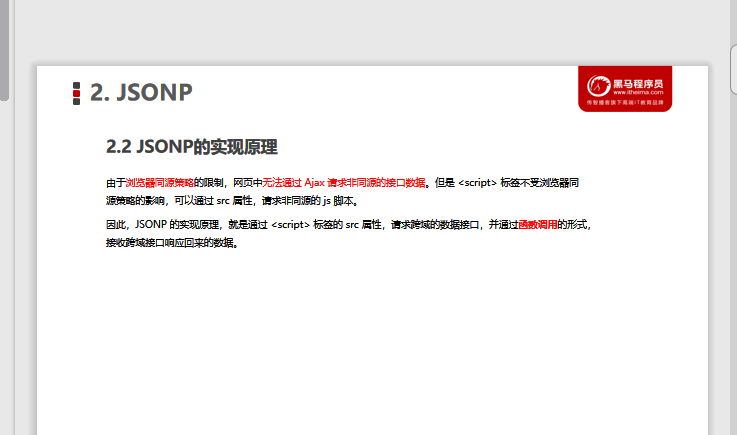 2. JSONP
黑马程序员
www.itheima.com
传智播客旗下高端IT教育品牌
2.2 JSONP的实现原理
由于浏览器同源策略的限制，网页中无法通过 Ajax 请求非同源的接口数据。但是 <script> 标签不受浏览器同
源策略的影响，可以通过 src 属性，请求非同源的 js 脚本。
因此，JSONP 的实现原理，就是通过 <script> 标签的 src 属性，请求跨域的数据接口，并通过函数调用的形式，
接收跨域接口响应回来的数据。